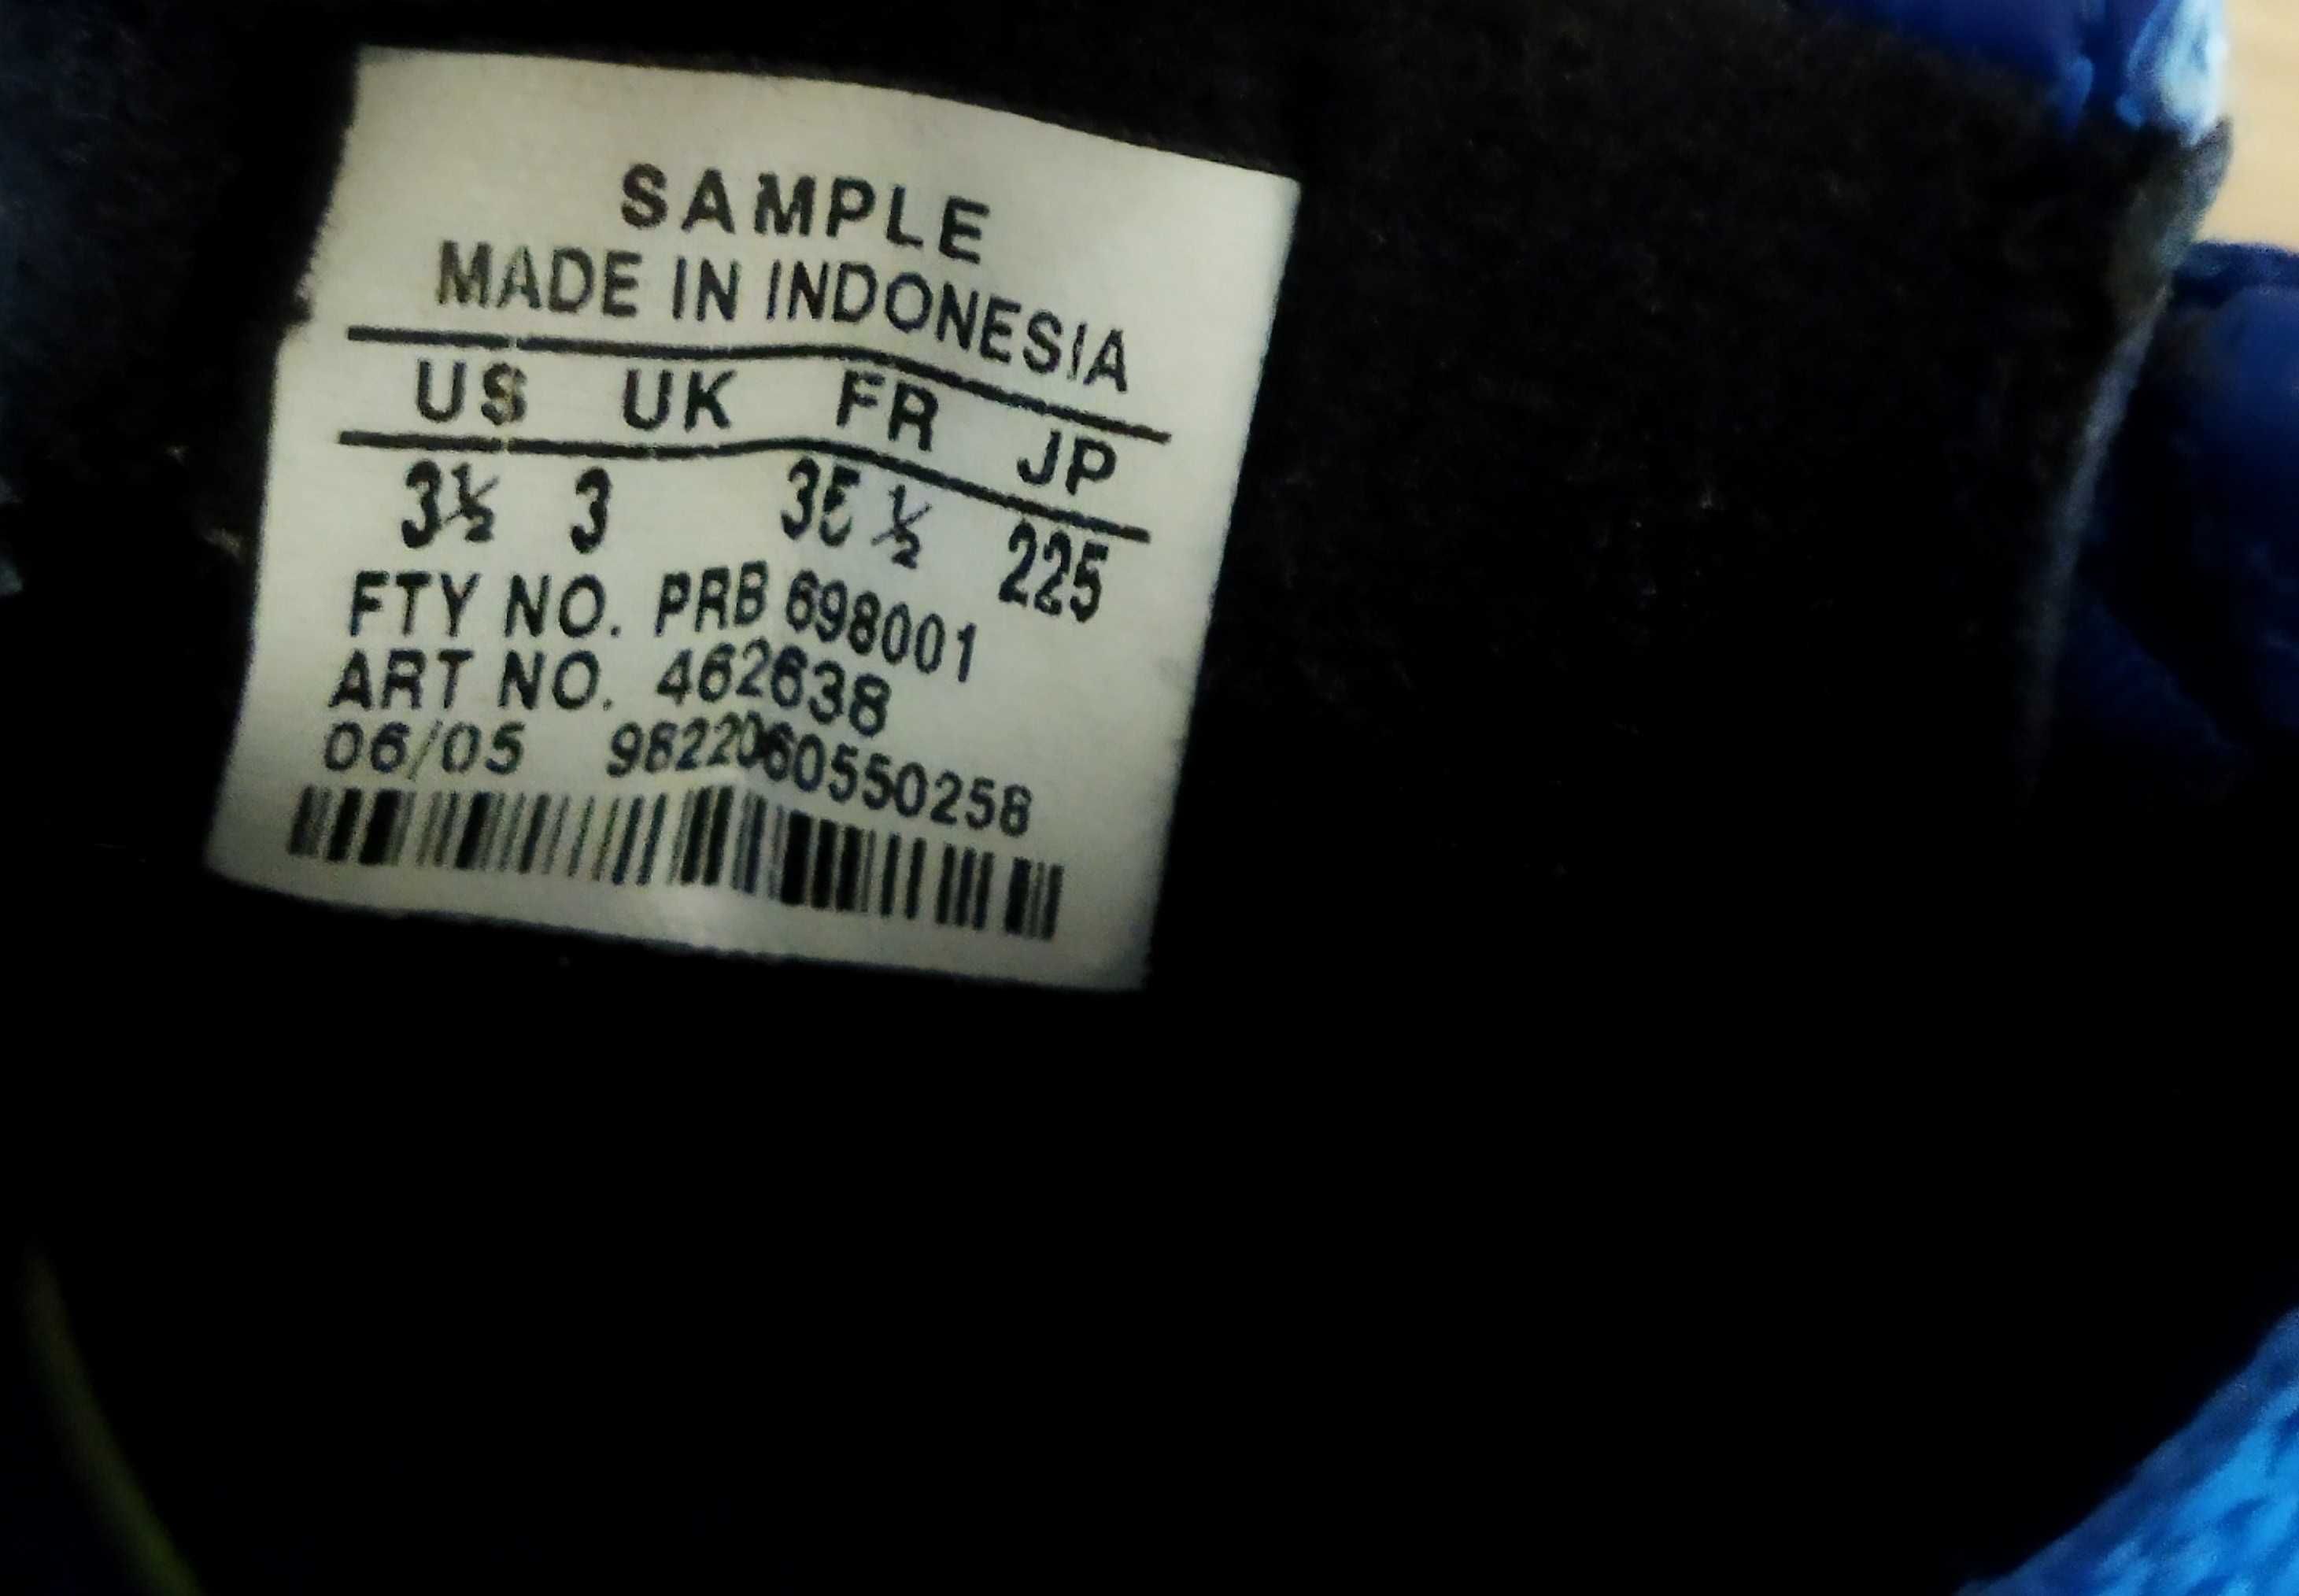 SAMPLE
MADE IN INDONESIA
US UK FR JP
3½ 3 35 ½ 225
FTY NO. PRB 698001
ART NO. 462638
06/05 9822060550258